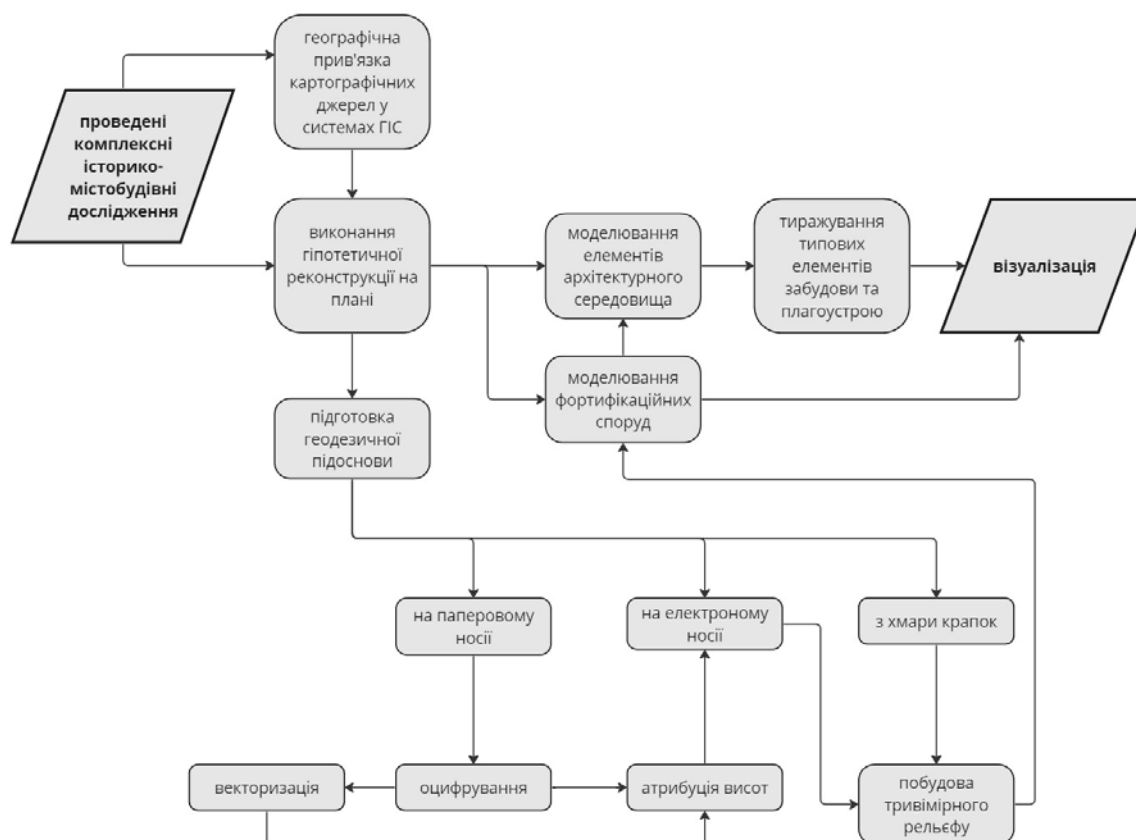 географічна
прив'язка
картографічних
джерел у
системах ГІС
проведені
комплексні
історико-
містобудівні
дослідження
виконання
гіпотетичної
реконструкції на
плані
моделювання
елементів
архітектурного
середовища
тиражування
типових
елементів
забудови та
плагоустрою
візуалізація
моделювання
фортифікаційних
споруд
підготовка
геодезичної
підоснови
на паперовому
носії
на електроному
носії
з хмари крапок
векторизація
оцифрування
атрибуція висот
побудова
тривімірного
рельєфу